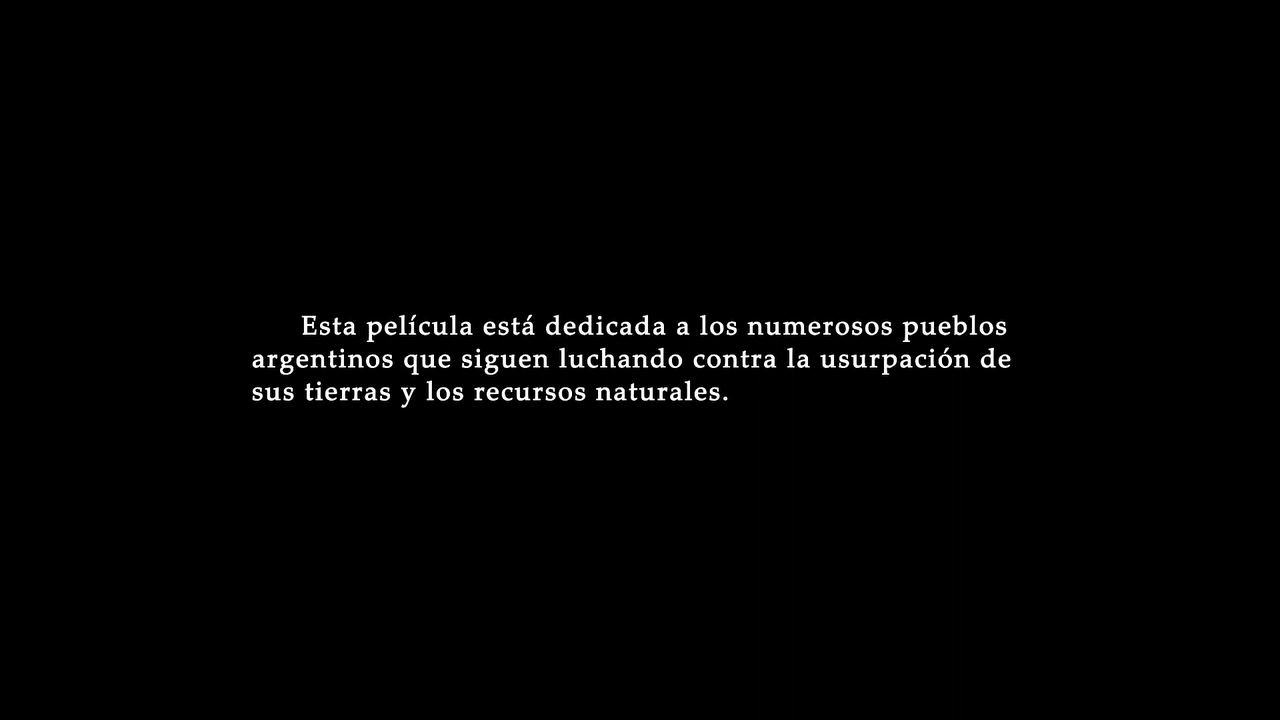 Esta película está dedicada a los numerosos pueblos
argentinos que siguen luchando contra la usurpación de
sus tierras y los recursos naturales.